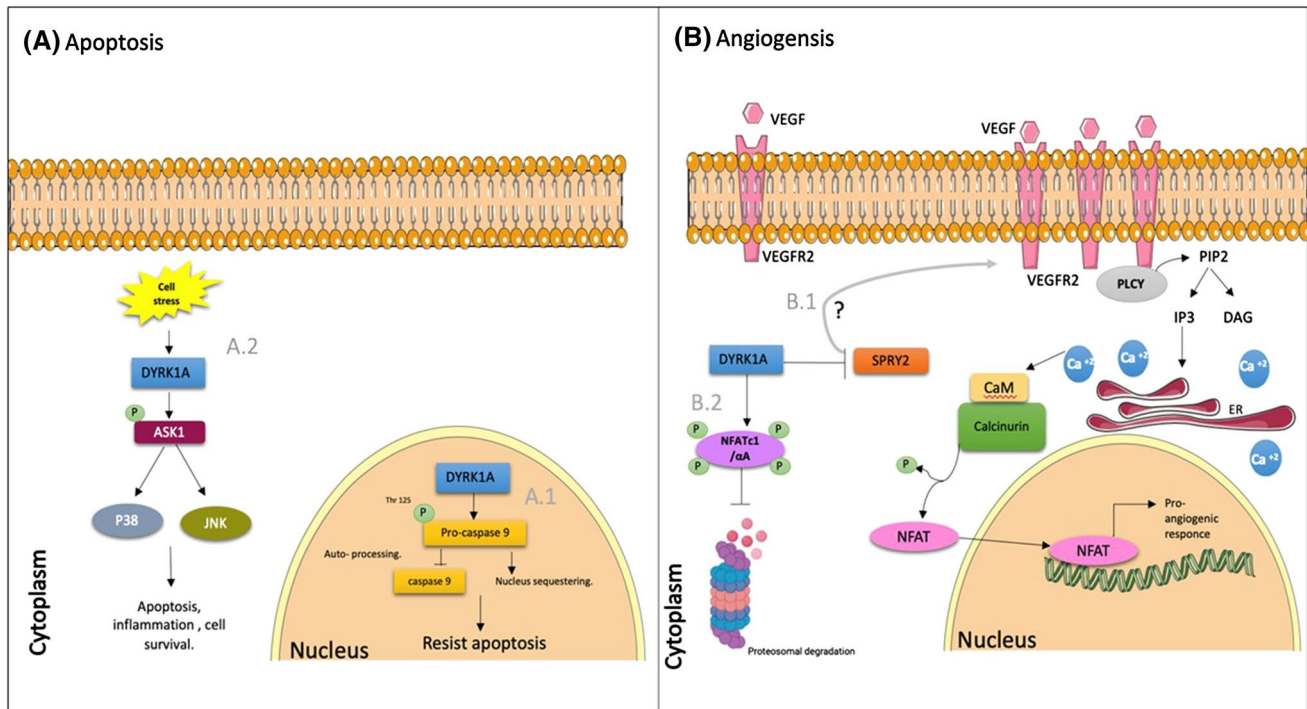 (A) Apoptosis
Cell
stress
A.2
DYRK1A
P
ASK1
P38
JNK
Apoptosis,
inflammation , cell
survival.
Cytoplasm
DYRK1A
A.1
Thr 125
P
Pro-caspase 9
Auto- processing.
caspase 9
Nucleus sequestering.
Resist apoptosis
Nucleus
(B) Angiogensis
VEGF
VEGFR2
VEGF
VEGFR2
PLCY
PIP2
IP3
DAG
B.1
?
DYRK1A
SPRY2
B.2
P
P
NFATc1
/αA
P
P
Proteosomal degradation
Cytoplasm
Ca +2
Ca +2
Ca +2
Ca +2
ER
CaM
Calcinurin
P
NFAT
NFAT
Pro-
angiogenic
responce
Nucleus